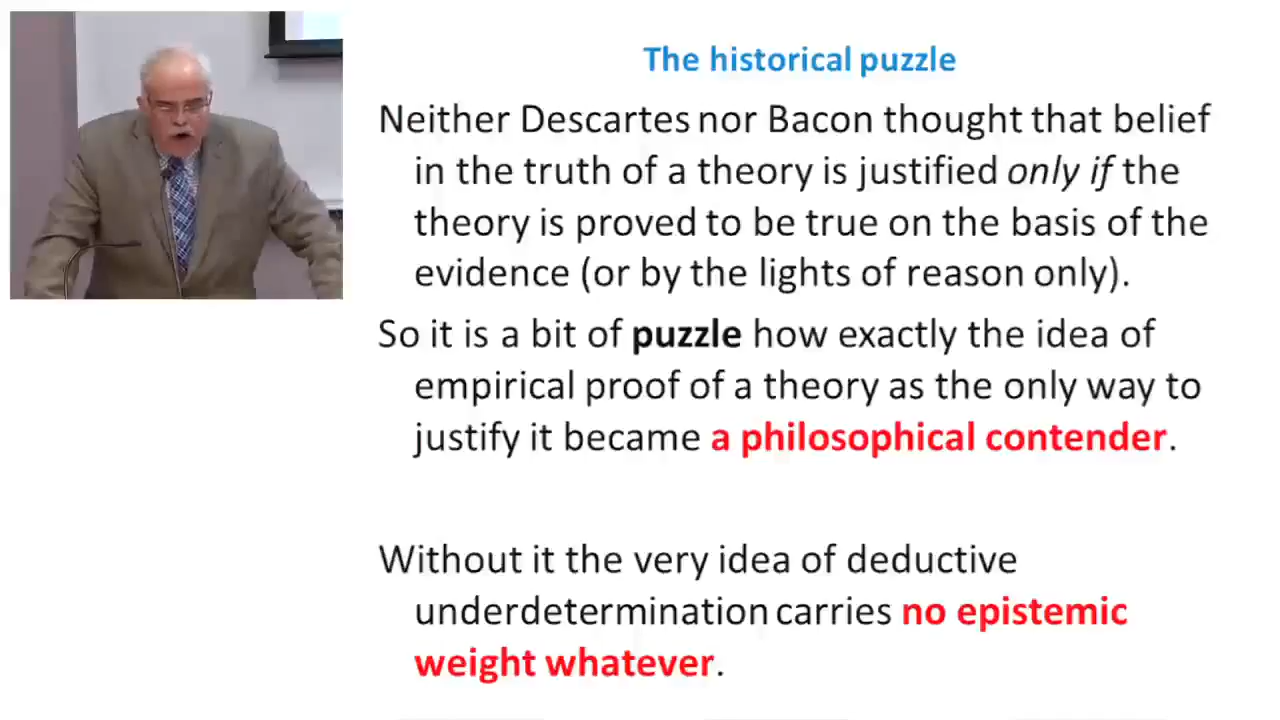 The historical puzzle
Neither Descartes nor Bacon thought that belief
in the truth of a theory is justified only if the
theory is proved to be true on the basis of the
evidence (or by the lights of reason only).
So it is a bit of puzzle how exactly the idea of
empirical proof of a theory as the only way to
justify it became a philosophical contender.
Without it the very idea of deductive
underdetermination carries no epistemic
weight whatever.